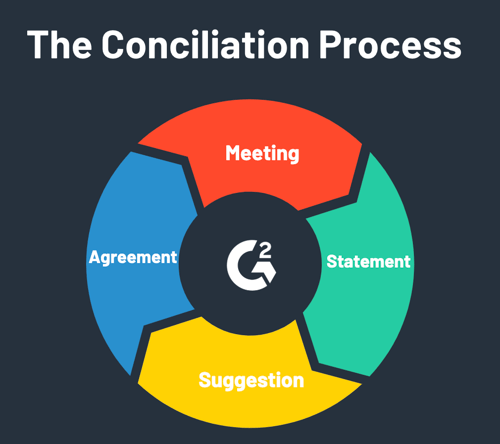 The Conciliation Process
Meeting
Agreement
G2
Statement
Suggestion